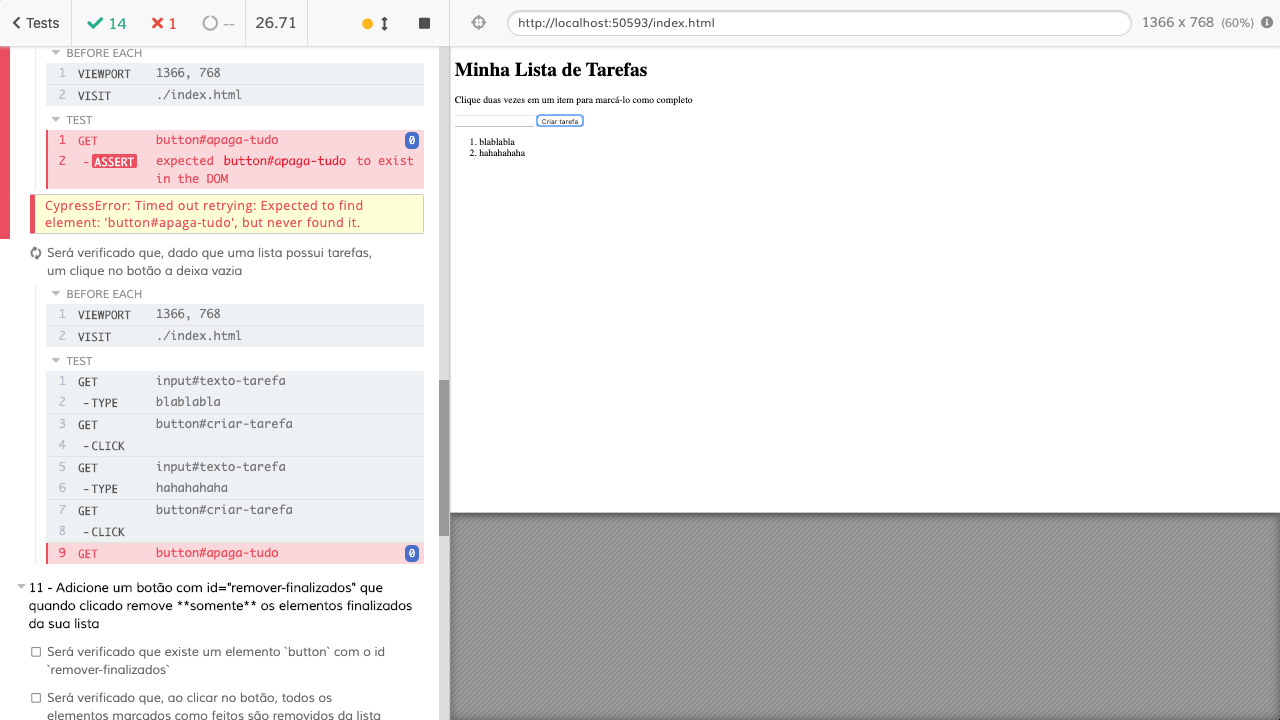 Tests
14
1
--
26.71
http://localhost:50593/index.html
1366 x 768 (60%)
BEFORE EACH
1 VIEWPORT 1366, 768
2 VISIT ./index.html
TEST
1 GET button#apaga-tudo 0
2 -ASSERT expected button#apaga-tudo to exist
in the DOM
CypressError: Timed out retrying: Expected to find
element: 'button#apaga-tudo', but never found it.
Será verificado que, dado que uma lista possui tarefas,
um clique no botão a deixa vazia
BEFORE EACH
1 VIEWPORT 1366, 768
2 VISIT ./index.html
TEST
1 GET input#texto-tarefa
2 -TYPE blablabla
3 GET button#criar-tarefa
4 -CLICK
5 GET input#texto-tarefa
6 -TYPE hahahahaha
7 GET button#criar-tarefa
8 -CLICK
9 GET button#apaga-tudo 0
11 - Adicione um botão com id="remover-finalizados" que
quando clicado remove **somente** os elementos finalizados
da sua lista
Será verificado que existe um elemento `button` com o id
`remover-finalizados`
Será verificado que, ao clicar no botão, todos os
elementos marcados como feitos são removidos da lista
Minha Lista de Tarefas
Clique duas vezes em um item para marcá-lo como completo
Criar tarefa
1. blablabla
2. hahahahaha